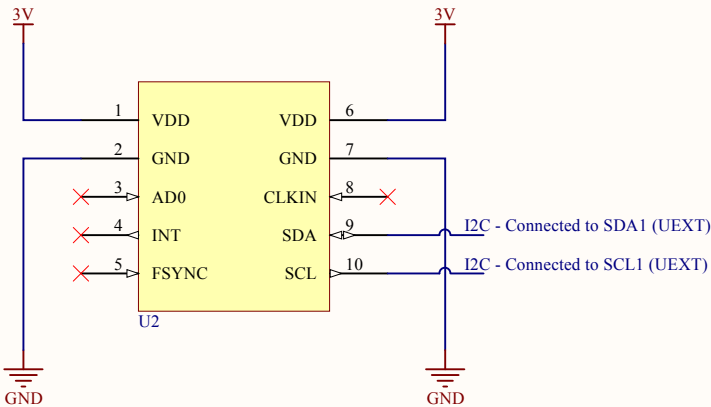 3V 3V
1 VDD VDD 6
2 GND GND 7
3 AD0 CLKIN 8
4 INT SDA 9 I2C - Connected to SDA1 (UEXT)
5 FSYNC SCL 10 I2C - Connected to SCL1 (UEXT)
U2
GND GND